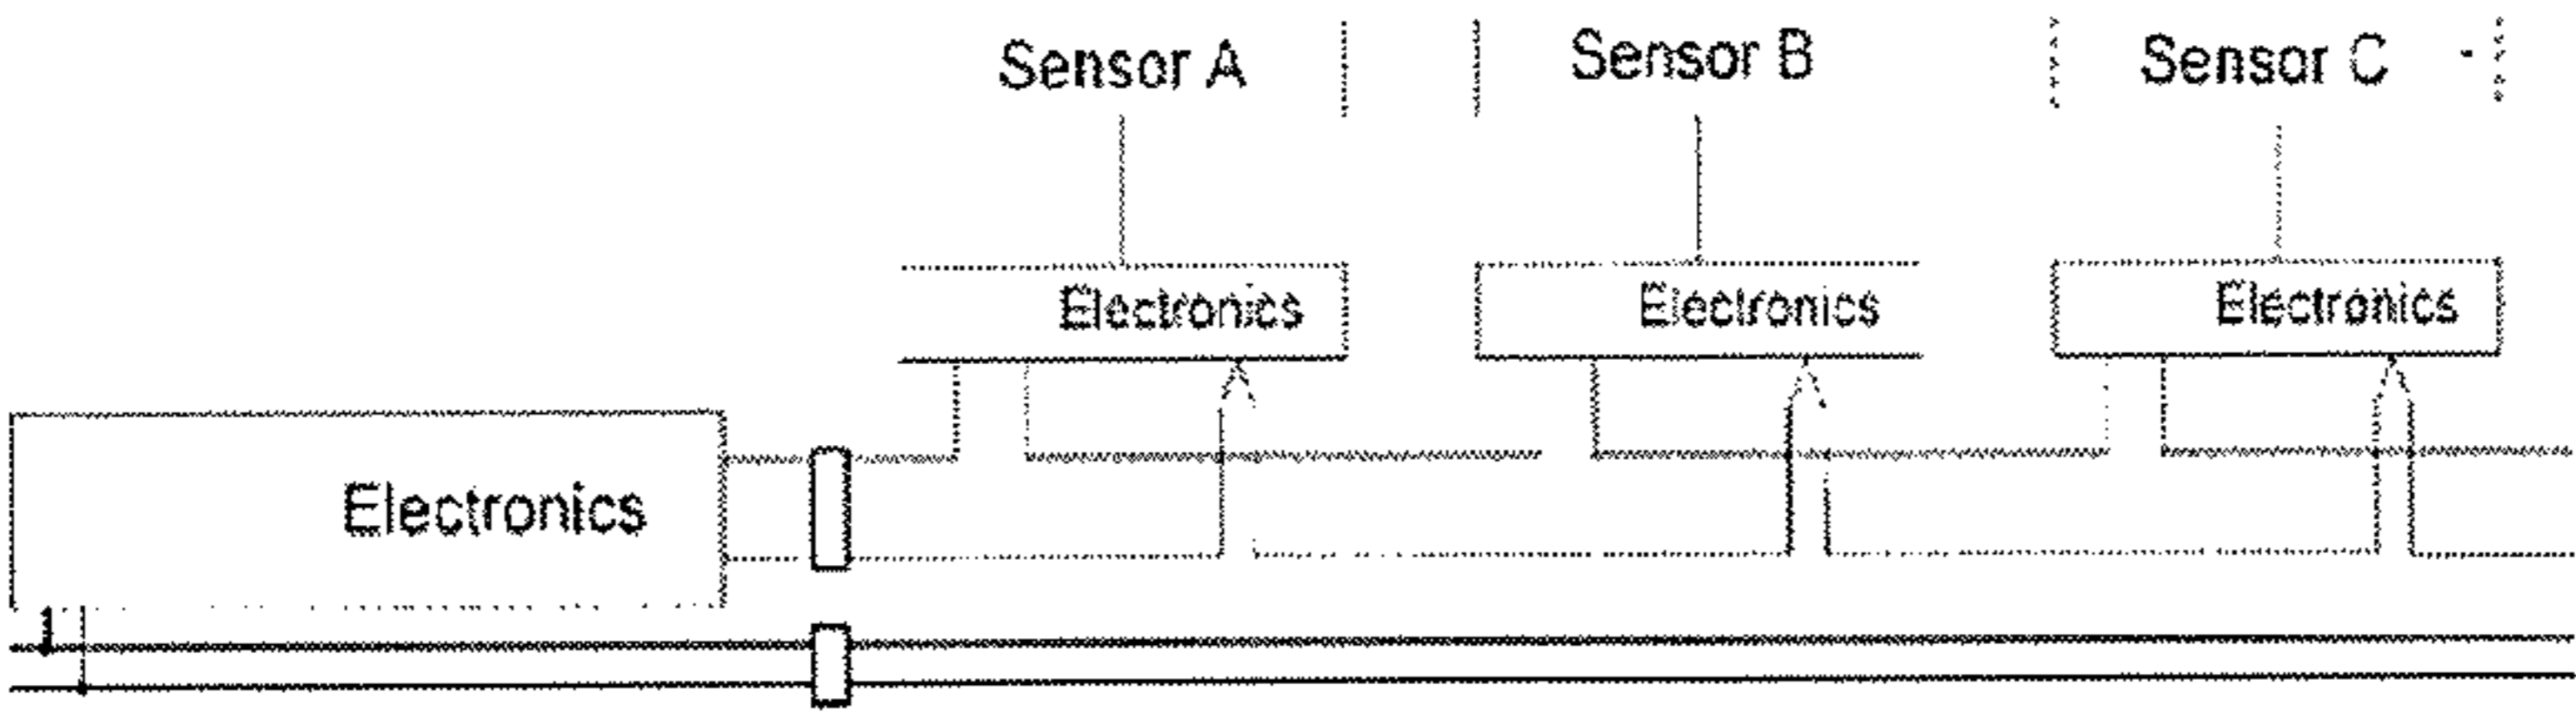 Sensor A
Sensor B
Sensor C
Electronics
Electronics
Electronics
Electronics